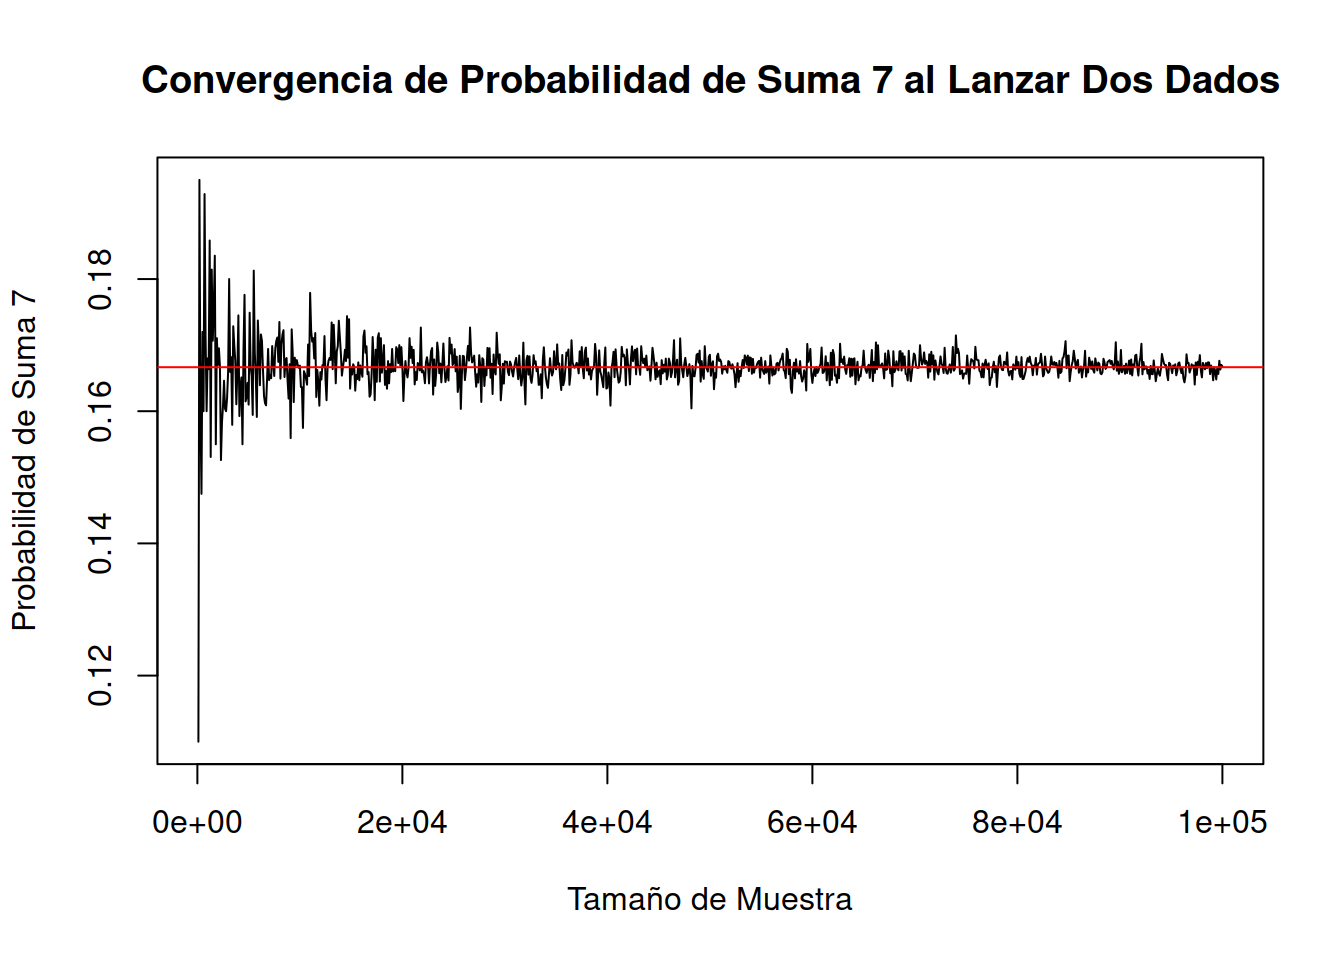 Convergencia de Probabilidad de Suma 7 al Lanzar Dos Dados
Probabilidad de Suma 7
0.18
0.16
0.14
0.12
0e+00 2e+04 4e+04 6e+04 8e+04 1e+05
Tamaño de Muestra